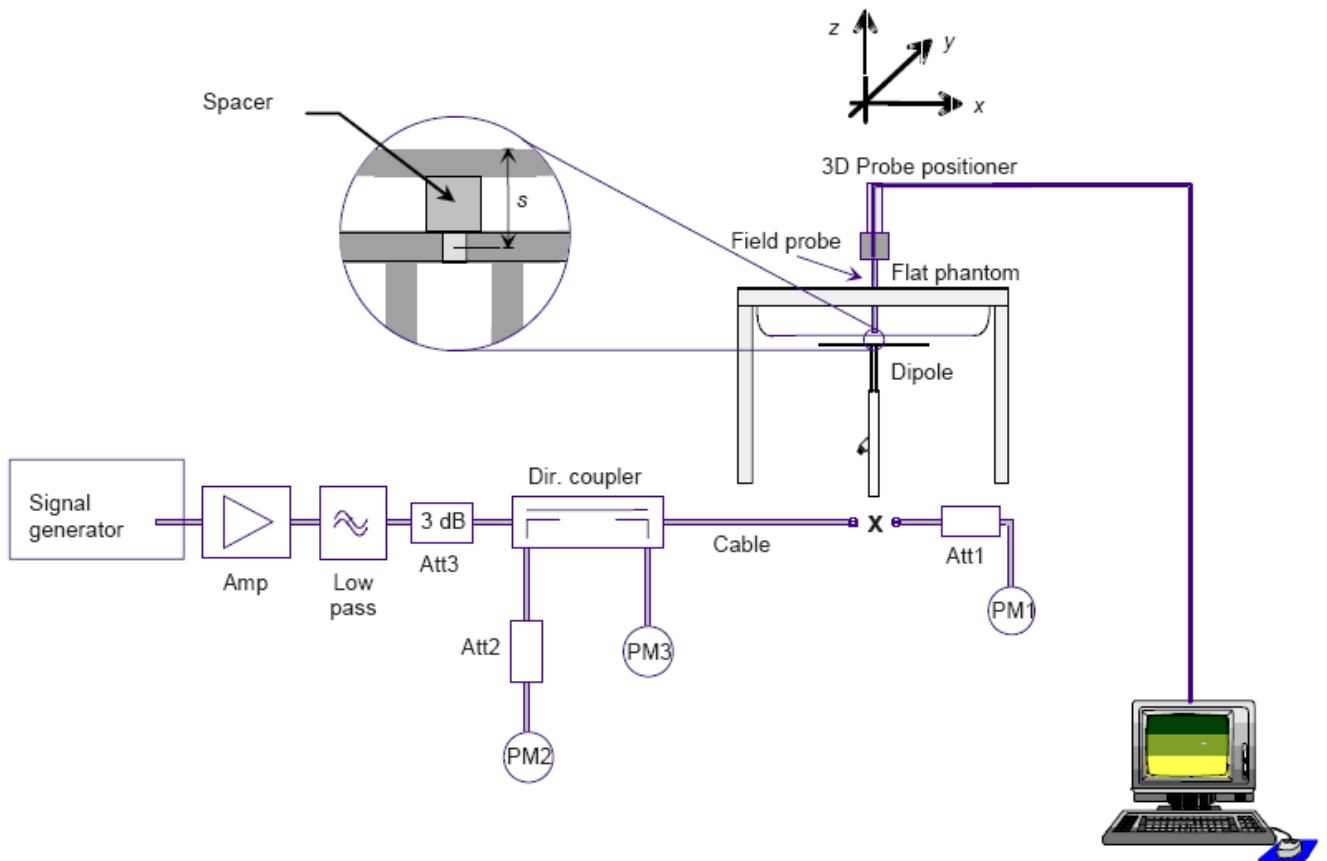 z
y
x
Spacer
s
3D Probe positioner
Field probe
Flat phantom
Dipole
Signal
generator
Amp
Low
pass
3 dB
Att3
Dir. coupler
Cable
X
Att1
PM1
Att2
PM3
PM2